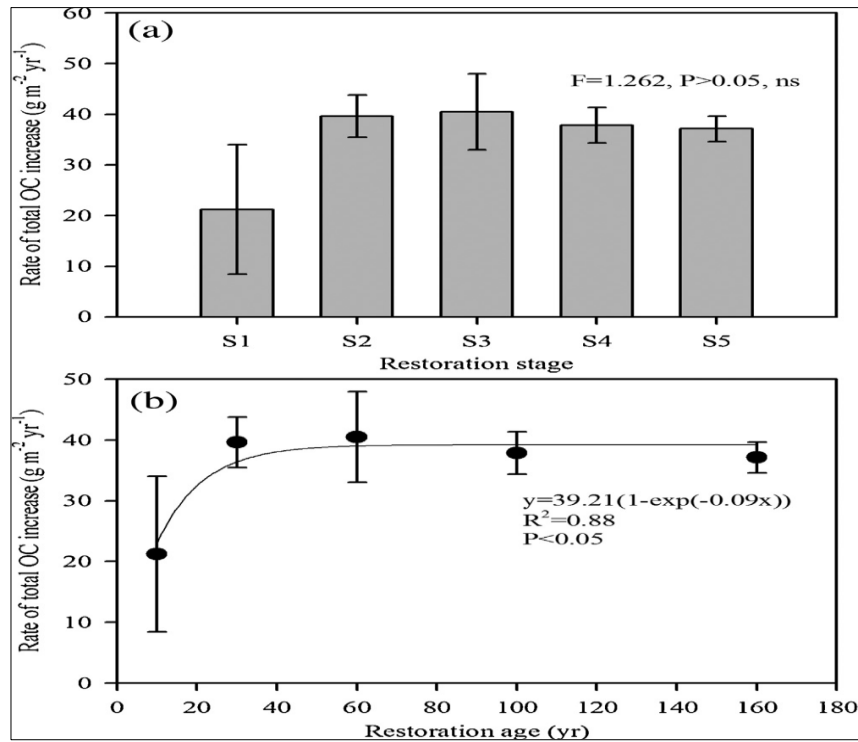 (a)
Rate of total OC increase (g m⁻² yr⁻¹)
60
50
40
30
20
10
0
F=1.262, P>0.05, ns
S1 S2 S3 S4 S5
Restoration stage
(b)
Rate of total OC increase (g m⁻² yr⁻¹)
50
40
30
20
10
0
y=39.21(1-exp(-0.09x))
R²=0.88
P<0.05
0 20 40 60 80 100 120 140 160 180
Restoration age (yr)